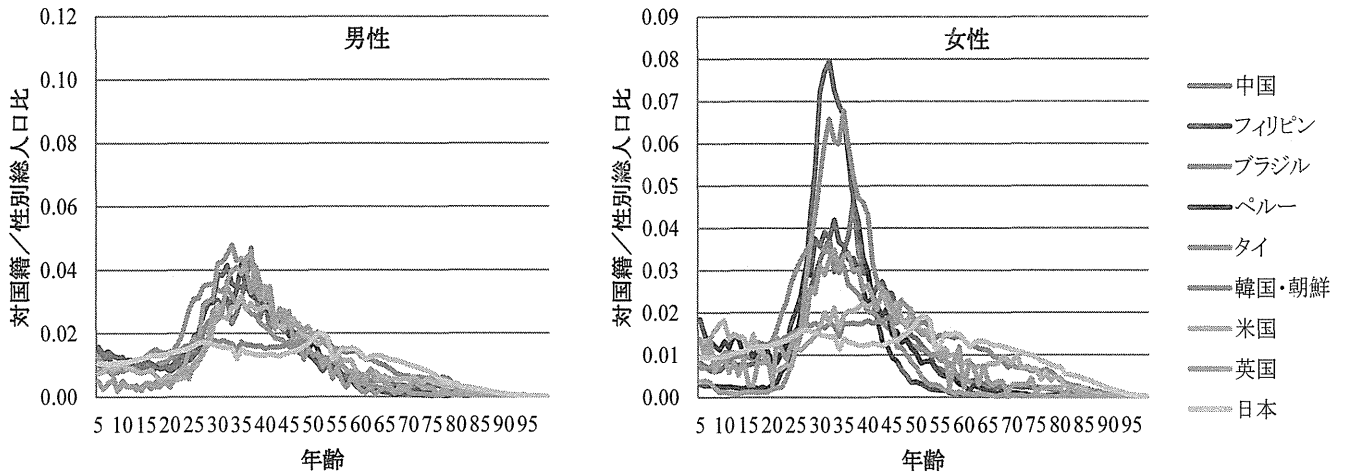 男性
対国籍／性別総人口比
0.12
0.10
0.08
0.06
0.04
0.02
0.00
5 10 15 20 25 30 35 40 45 50 55 60 65 70 75 80 85 90 95
年齢
女性
対国籍／性別総人口比
0.09
0.08
0.07
0.06
0.05
0.04
0.03
0.02
0.01
0.00
5 10 15 20 25 30 35 40 45 50 55 60 65 70 75 80 85 90 95
年齢
中国
フィリピン
ブラジル
ペルー
タイ
韓国・朝鮮
米国
英国
日本